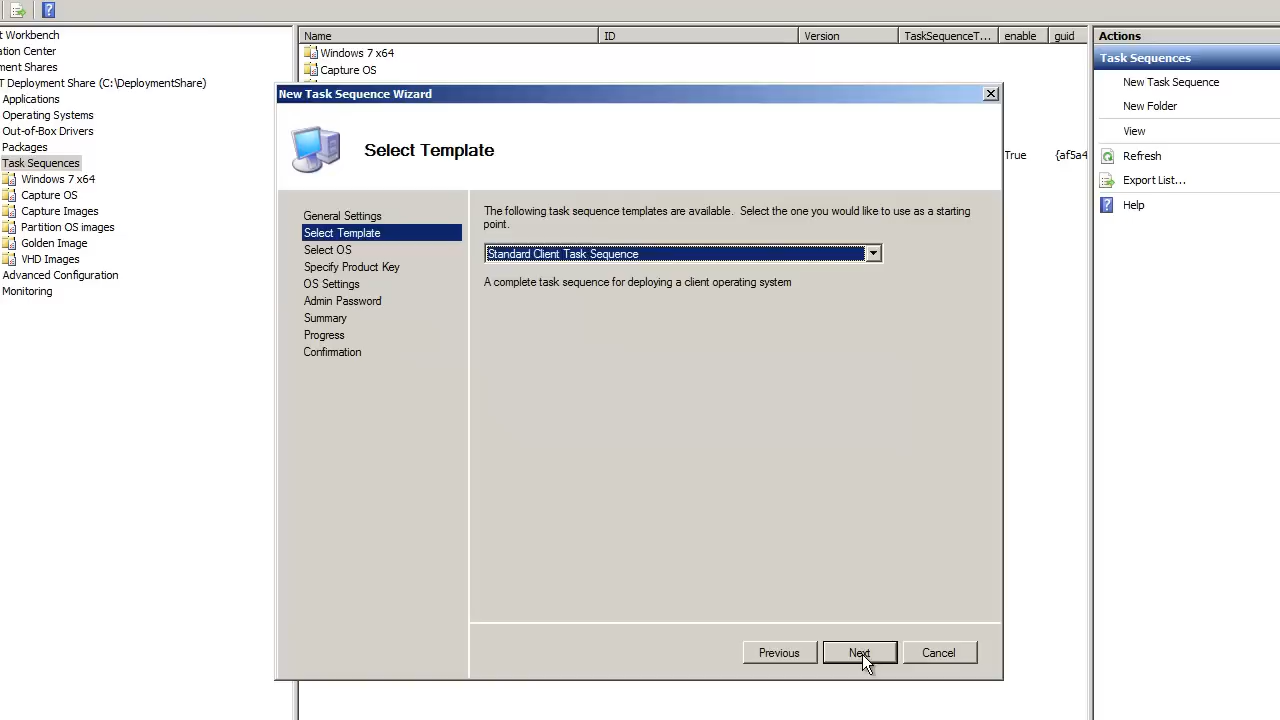 t Workbench
ation Center
ment Shares
T Deployment Share (C:\DeploymentShare)
Applications
Operating Systems
Out-of-Box Drivers
Packages
Task Sequences
Windows 7 x64
Capture OS
Capture Images
Partition OS images
Golden Image
VHD Images
Advanced Configuration
Monitoring
Name ID Version TaskSequenceT... enable guid
Windows 7 x64
Capture OS
True {af5a4
New Task Sequence Wizard
Select Template
General Settings
Select Template
Select OS
Specify Product Key
OS Settings
Admin Password
Summary
Progress
Confirmation
The following task sequence templates are available. Select the one you would like to use as a starting
point.
Standard Client Task Sequence
A complete task sequence for deploying a client operating system
Previous Next Cancel
Actions
Task Sequences
New Task Sequence
New Folder
View
Refresh
Export List...
Help